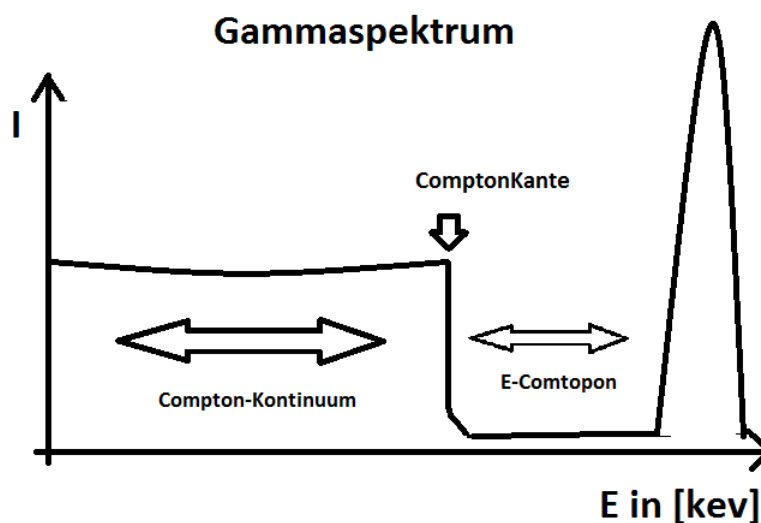 Gammaspektrum
I
ComptonKante
E-Comtopon
Compton-Kontinuum
E in [kev]